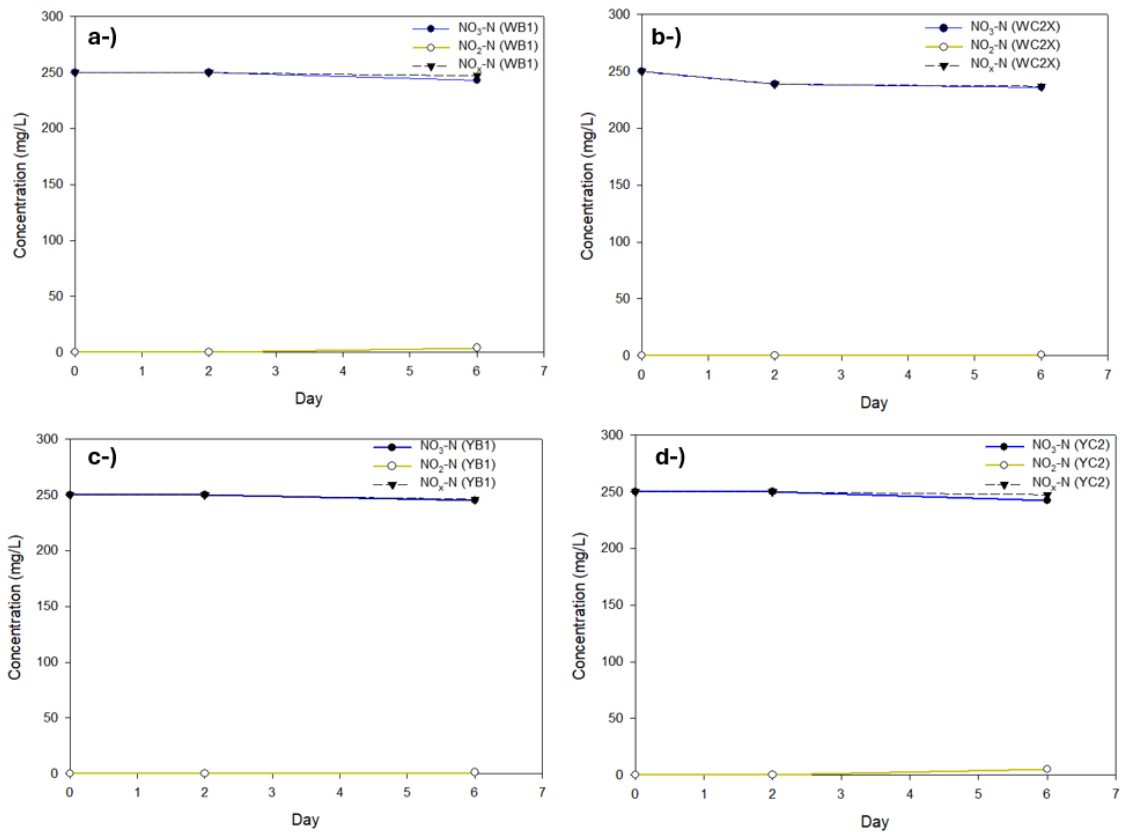 a-)
NO₃-N (WB1)
NO₂-N (WB1)
NOₓ-N (WB1)
300
250
200
150
100
50
0
Concentration (mg/L)
0 1 2 3 4 5 6 7
Day
b-)
NO₃-N (WC2X)
NO₂-N (WC2X)
NOₓ-N (WC2X)
300
250
200
150
100
50
0
Concentration (mg/L)
0 1 2 3 4 5 6 7
Day
c-)
NO₃-N (YB1)
NO₂-N (YB1)
NOₓ-N (YB1)
300
250
200
150
100
50
0
Concentration (mg/L)
0 1 2 3 4 5 6 7
Day
d-)
NO₃-N (YC2)
NO₂-N (YC2)
NOₓ-N (YC2)
300
250
200
150
100
50
0
Concentration (mg/L)
0 1 2 3 4 5 6 7
Day